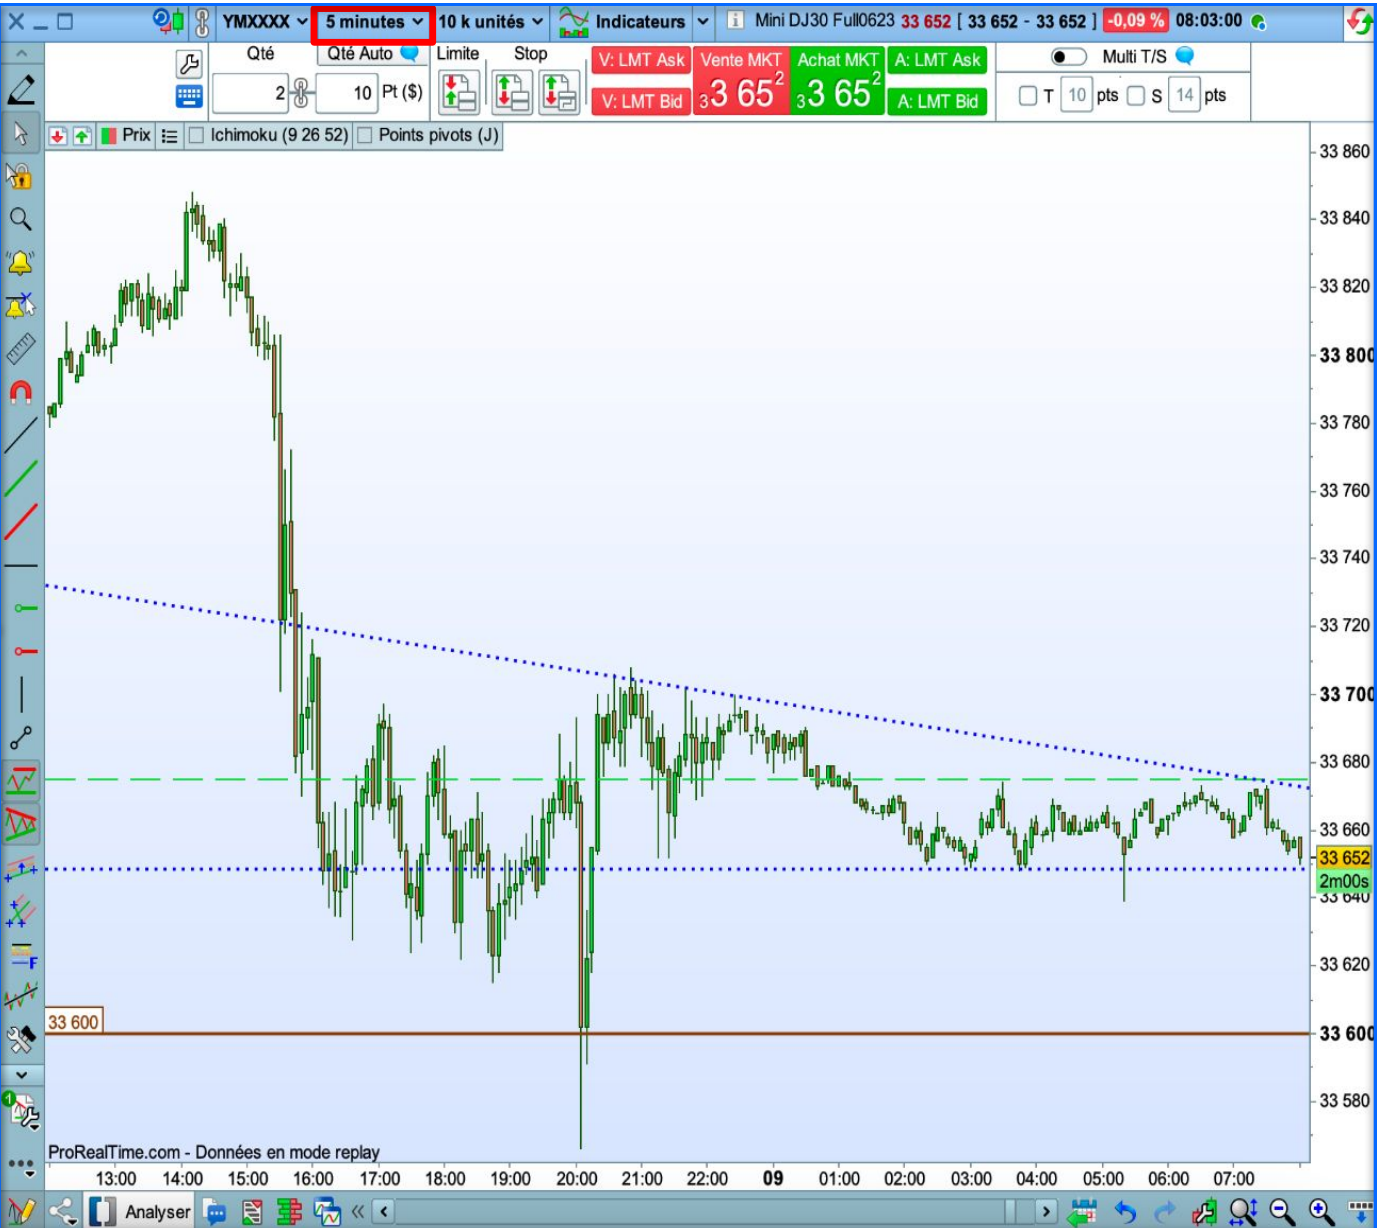 YMXXXX 5 minutes 10 k unités Indicateurs i Mini DJ30 Full0623 33 652 [ 33 652 - 33 652 ] -0,09 % 08:03:00
Qté Qté Auto Limite Stop V: LMT Ask Vente MKT Achat MKT A: LMT Ask Multi T/S
2 10 Pt ($) V: LMT Bid 33 652 33 652 A: LMT Bid T 10 pts S 14 pts
Prix Ichimoku (9 26 52) Points pivots (J)
33 860
33 840
33 820
33 800
33 780
33 760
33 740
33 720
33 700
33 680
33 660
33 652
2m00s
33 640
33 620
33 600
33 600
33 580
F
1
ProRealTime.com - Données en mode replay
13:00 14:00 15:00 16:00 17:00 18:00 19:00 20:00 21:00 22:00 09 01:00 02:00 03:00 04:00 05:00 06:00 07:00
Analyser